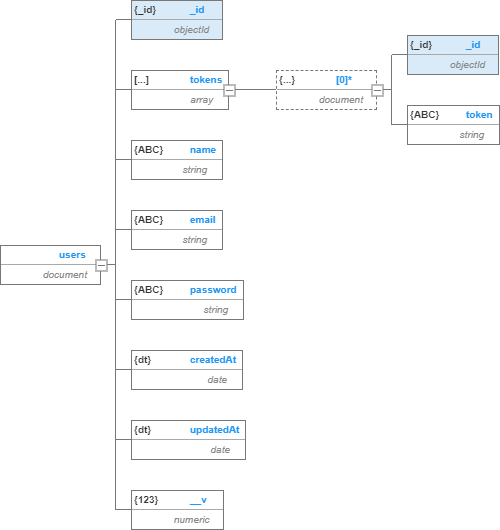 {_id} _id
objectId
{_id} _id
objectId
[...] tokens
array
{...} [0]*
document
{ABC} token
string
{ABC} name
string
{ABC} email
string
users
document
{ABC} password
string
{dt} createdAt
date
{dt} updatedAt
date
{123} __v
numeric